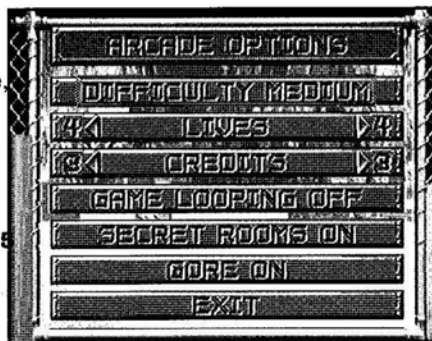 ARCADE OPTIONS
DIFFICULTY MEDIUM
4 LIVES 4
3 CREDITS 3
GAME LOOPING OFF
SECRET ROOMS ON
GORE ON
EXIT